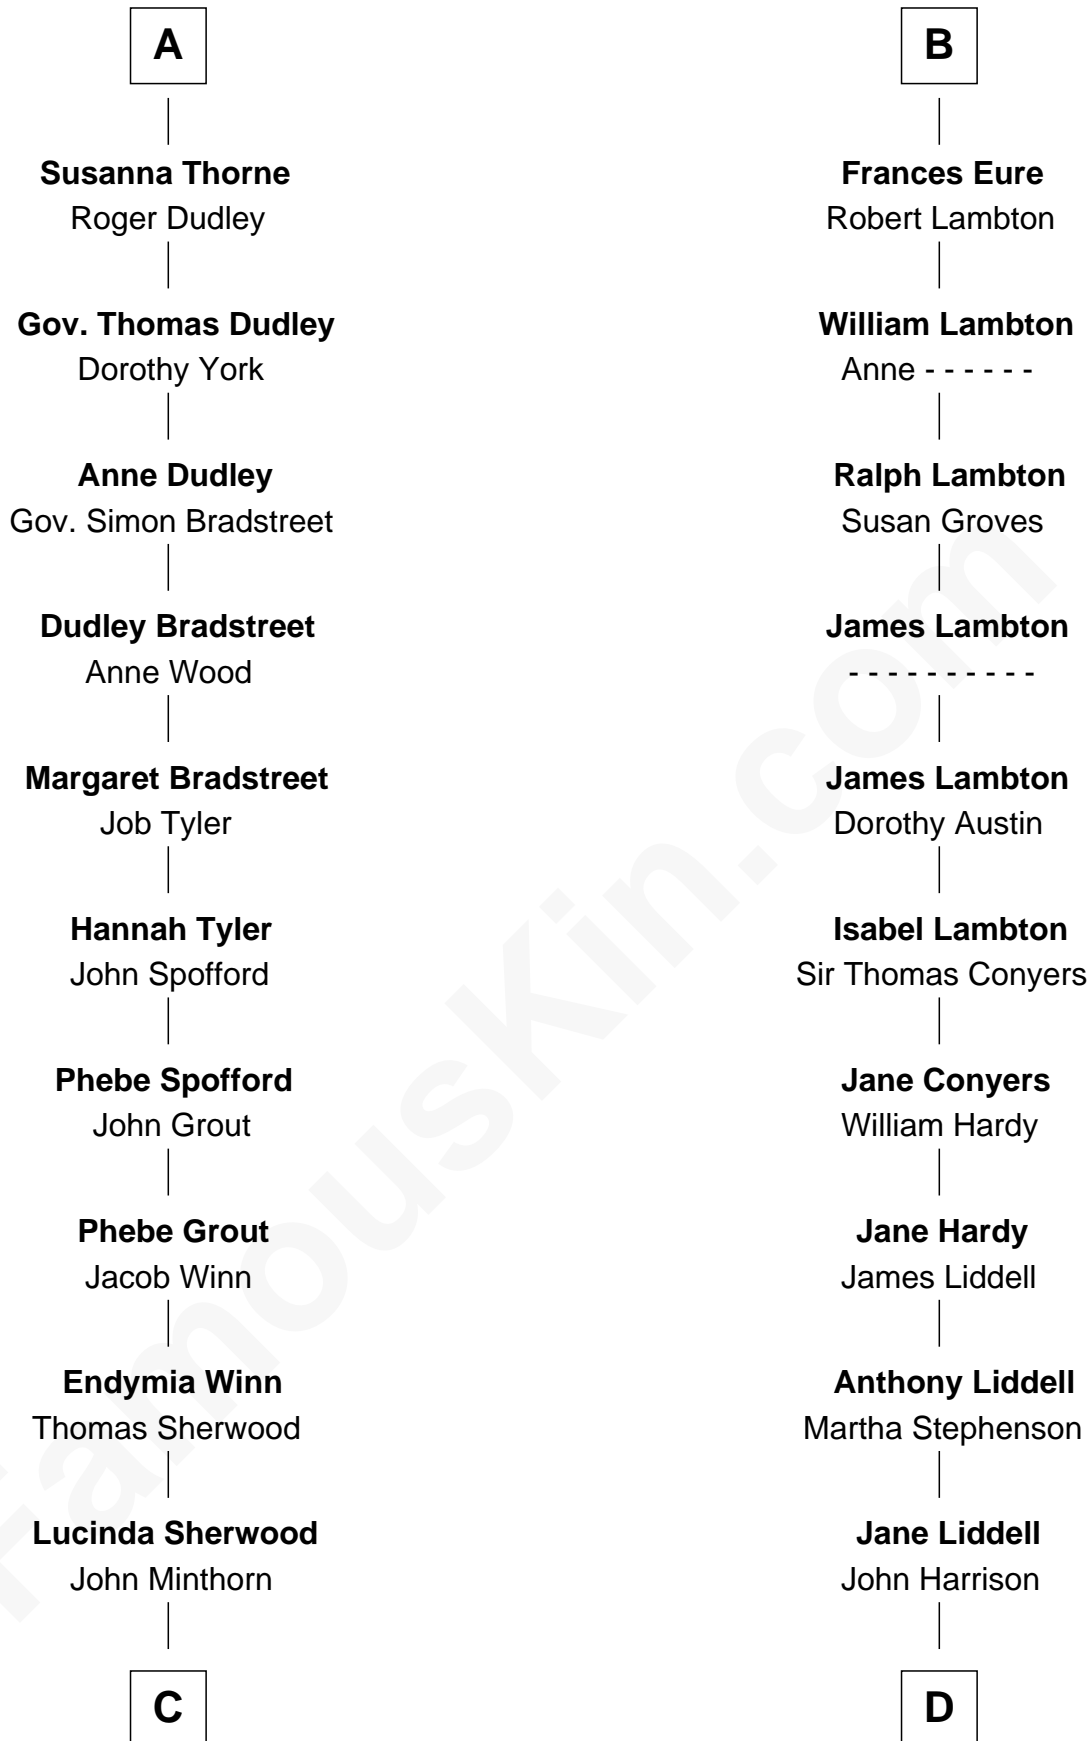 A
Susanna Thorne
Roger Dudley
Gov. Thomas Dudley
Dorothy York
Anne Dudley
Gov. Simon Bradstreet
Dudley Bradstreet
Anne Wood
Margaret Bradstreet
Job Tyler
Hannah Tyler
John Spofford
Phebe Spofford
John Grout
Phebe Grout
Jacob Winn
Endymia Winn
Thomas Sherwood
Lucinda Sherwood
John Minthorn
C
B
Frances Eure
Robert Lambton
William Lambton
Anne - - - - - -
Ralph Lambton
Susan Groves
James Lambton
- - - - - - - - - -
James Lambton
Dorothy Austin
Isabel Lambton
Sir Thomas Conyers
Jane Conyers
William Hardy
Jane Hardy
James Liddell
Anthony Liddell
Martha Stephenson
Jane Liddell
John Harrison
D
FamousKin.com